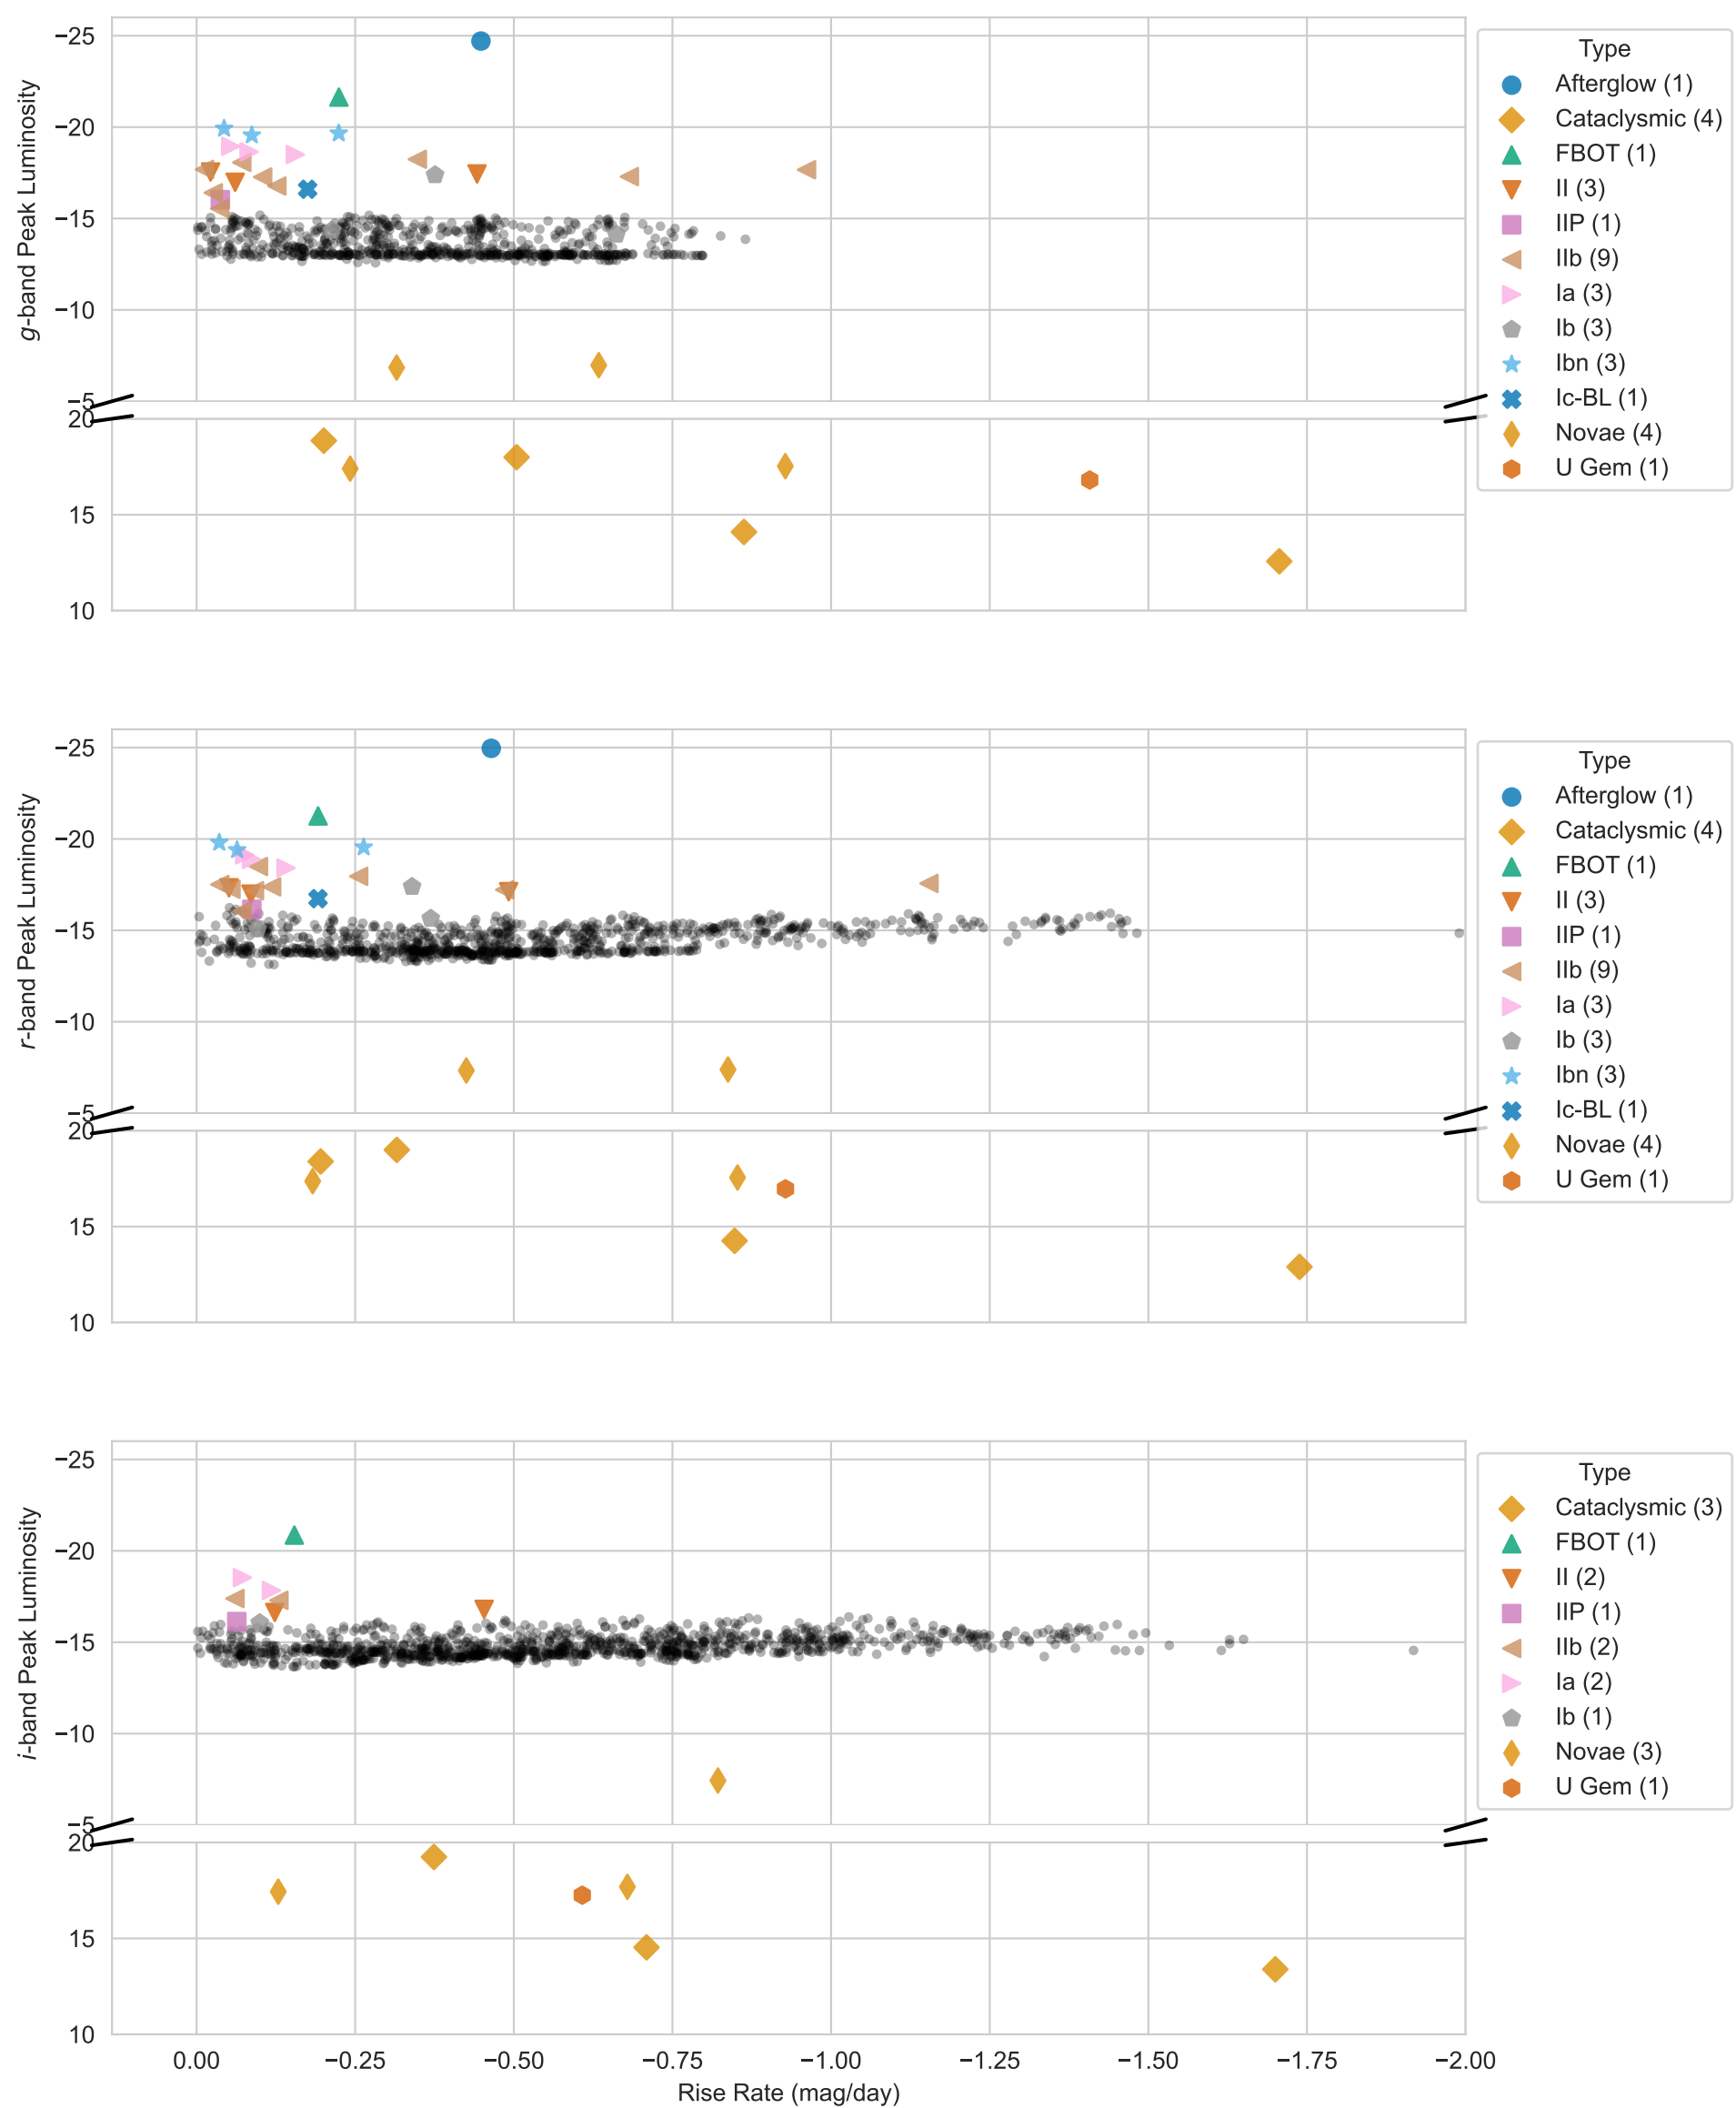 −25
−20
−15
−10
−5
20
15
10
g-band Peak Luminosity
Type
Afterglow (1)
Cataclysmic (4)
FBOT (1)
II (3)
IIP (1)
IIb (9)
Ia (3)
Ib (3)
Ibn (3)
Ic-BL (1)
Novae (4)
U Gem (1)
−25
−20
−15
−10
−5
20
15
10
r-band Peak Luminosity
Type
Afterglow (1)
Cataclysmic (4)
FBOT (1)
II (3)
IIP (1)
IIb (9)
Ia (3)
Ib (3)
Ibn (3)
Ic-BL (1)
Novae (4)
U Gem (1)
−25
−20
−15
−10
−5
20
15
10
i-band Peak Luminosity
Type
Cataclysmic (3)
FBOT (1)
II (2)
IIP (1)
IIb (2)
Ia (2)
Ib (1)
Novae (3)
U Gem (1)
0.00 −0.25 −0.50 −0.75 −1.00 −1.25 −1.50 −1.75 −2.00
Rise Rate (mag/day)